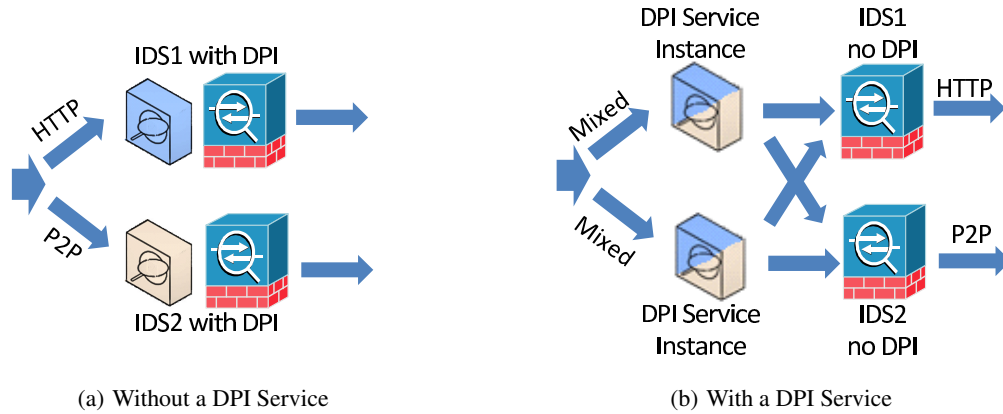 IDS1 with DPI
HTTP
P2P
IDS2 with DPI
(a) Without a DPI Service
DPI Service
Instance
IDS1
no DPI
Mixed
HTTP
Mixed
P2P
DPI Service
Instance
IDS2
no DPI
(b) With a DPI Service